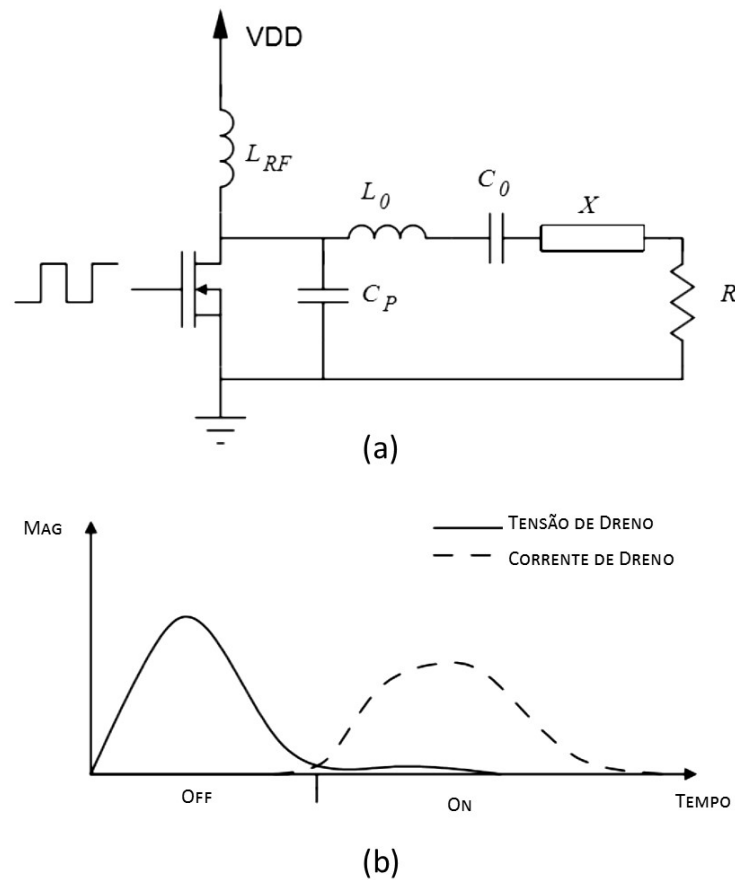 VDD
L_RF
L_0
C_0
X
C_P
R
(a)
MAG
TENSÃO DE DRENO
CORRENTE DE DRENO
OFF
ON
TEMPO
(b)